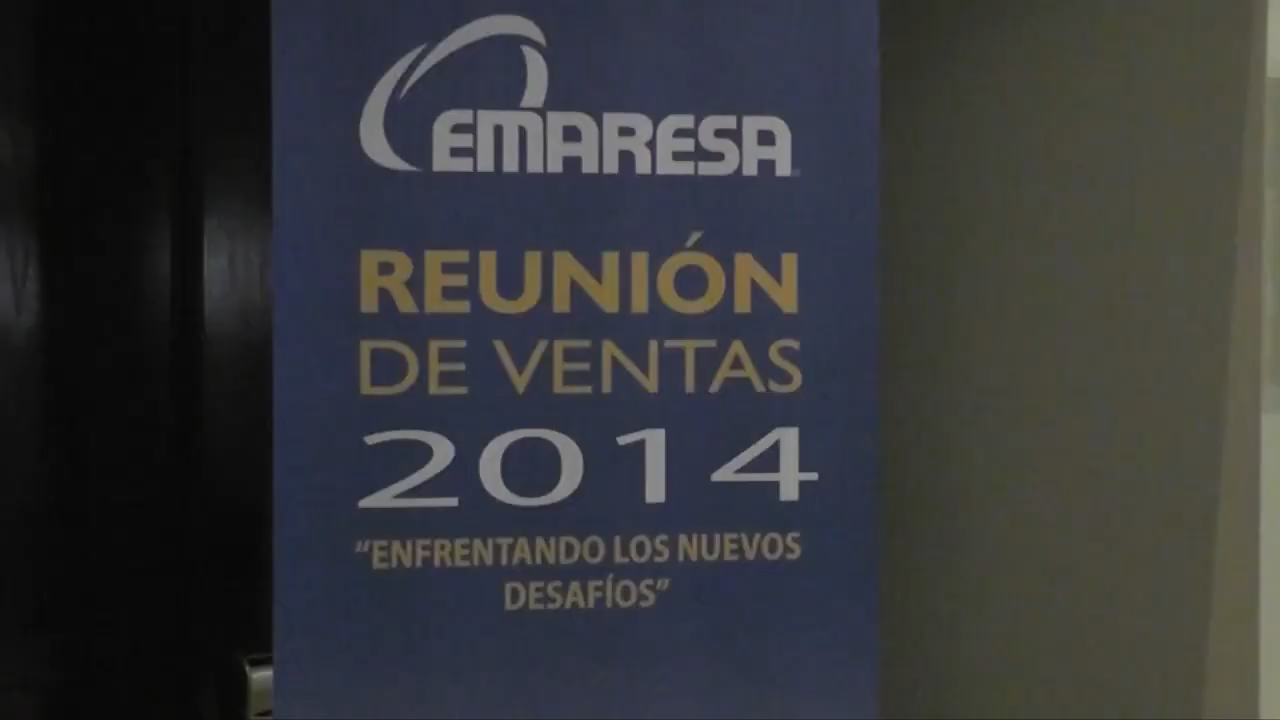 EMARESA
REUNIÓN
DE VENTAS
2014
“ENFRENTANDO LOS NUEVOS
DESAFÍOS”